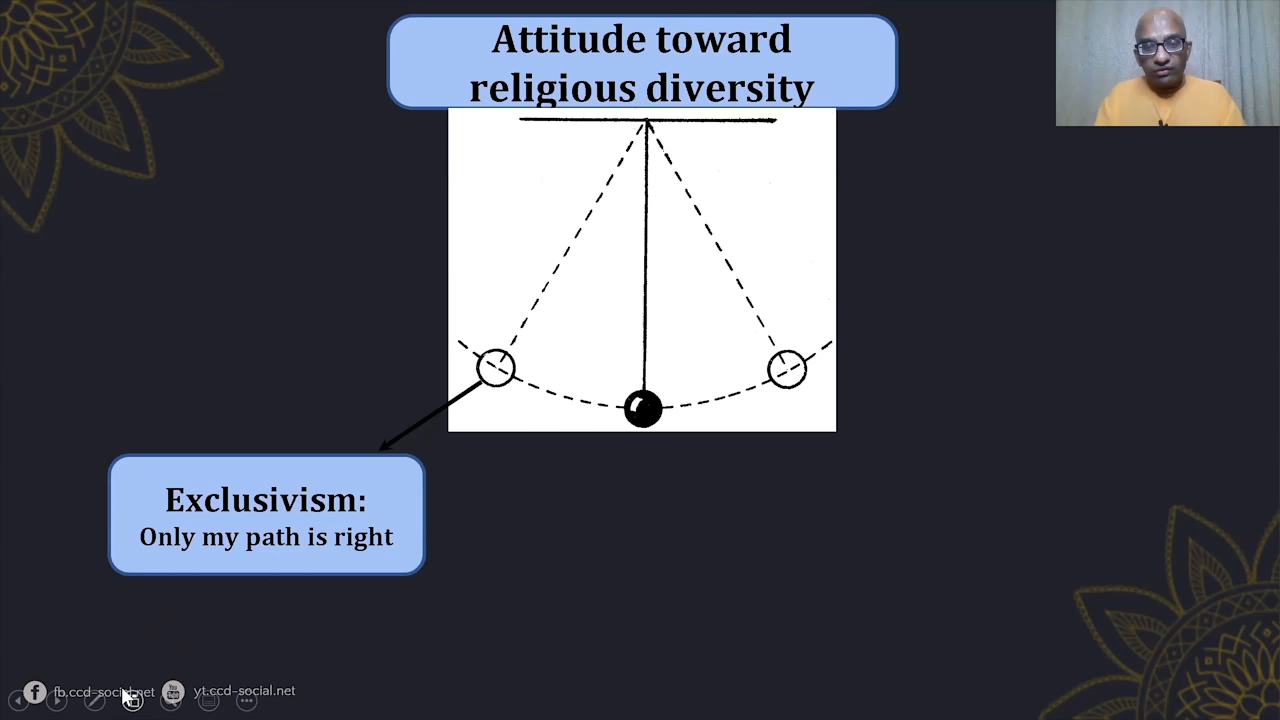 Attitude toward
religious diversity
Exclusivism:
Only my path is right
fb.ccd-social.net
yt.ccd-social.net